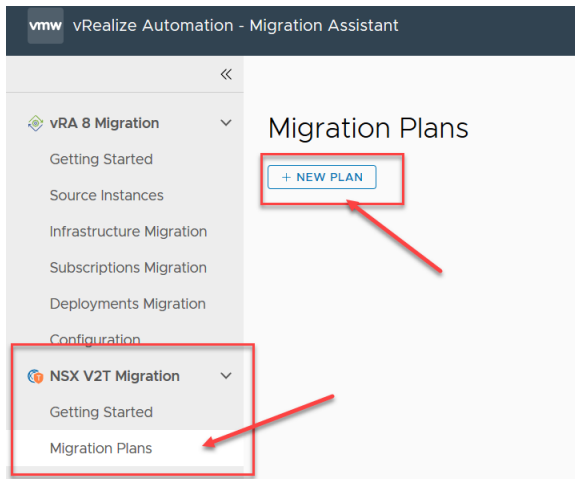 vmw vRealize Automation - Migration Assistant
vRA 8 Migration
Getting Started
Source Instances
Infrastructure Migration
Subscriptions Migration
Deployments Migration
Configuration
NSX V2T Migration
Getting Started
Migration Plans
Migration Plans
+ NEW PLAN